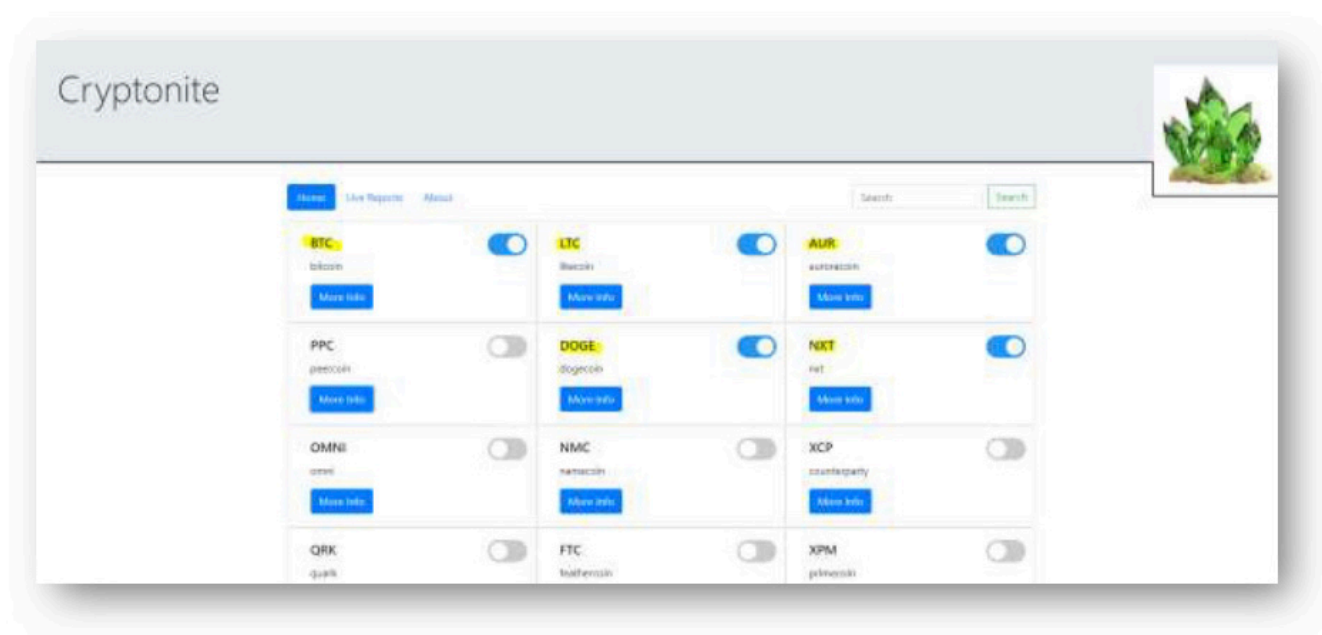 Cryptonite
Home Live Reports About Search Search
BTC LTC AUR
bitcoin litecoin auroracoin
More Info More Info More Info
PPC DOGE NXT
peercoin dogecoin nxt
More Info More Info More Info
OMNI NMC XCP
omni namecoin counterparty
More Info More Info More Info
QRK FTC XPM
quark feathercoin primecoin